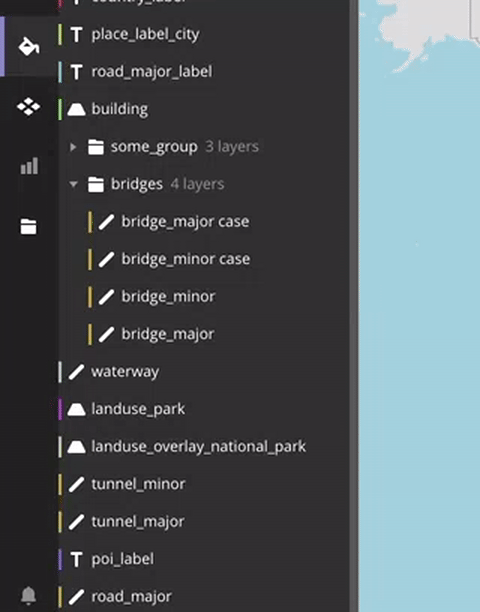 country_label
place_label_city
road_major_label
building
some_group 3 layers
bridges 4 layers
bridge_major case
bridge_minor case
bridge_minor
bridge_major
waterway
landuse_park
landuse_overlay_national_park
tunnel_minor
tunnel_major
poi_label
road_major